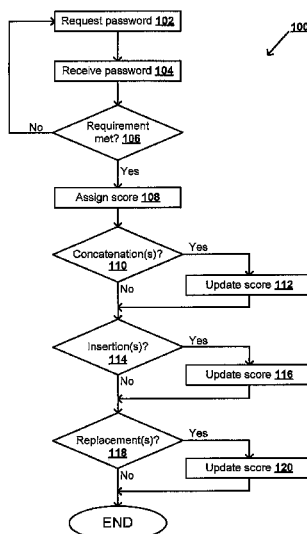 Request password 102
100
Receive password 104
Requirement
met? 106
No
Yes
Assign score 108
Concatenation(s)?
110
Yes
Update score 112
No
Insertion(s)?
114
Yes
Update score 116
No
Replacement(s)?
118
Yes
Update score 120
No
END